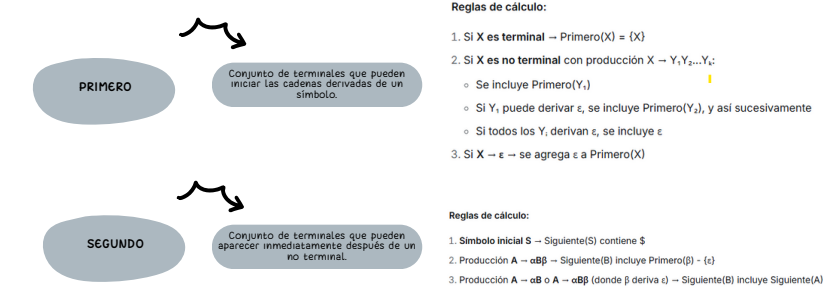 PRIMERO
Conjunto de terminales que pueden
iniciar las cadenas derivadas de un
símbolo.
Reglas de cálculo:
1. Si X es terminal → Primero(X) = {X}
2. Si X es no terminal con producción X → Y₁Y₂...Yₖ:
Se incluye Primero(Y₁)
Si Y₁ puede derivar ε, se incluye Primero(Y₂), y así sucesivamente
Si todos los Yᵢ derivan ε, se incluye ε
3. Si X → ε → se agrega ε a Primero(X)
SEGUNDO
Conjunto de terminales que pueden
aparecer inmediatamente después de un
no terminal.
Reglas de cálculo:
1. Símbolo inicial S → Siguiente(S) contiene $
2. Producción A → αBβ → Siguiente(B) incluye Primero(β) - {ε}
3. Producción A → αB o A → αBβ (donde β deriva ε) → Siguiente(B) incluye Siguiente(A)